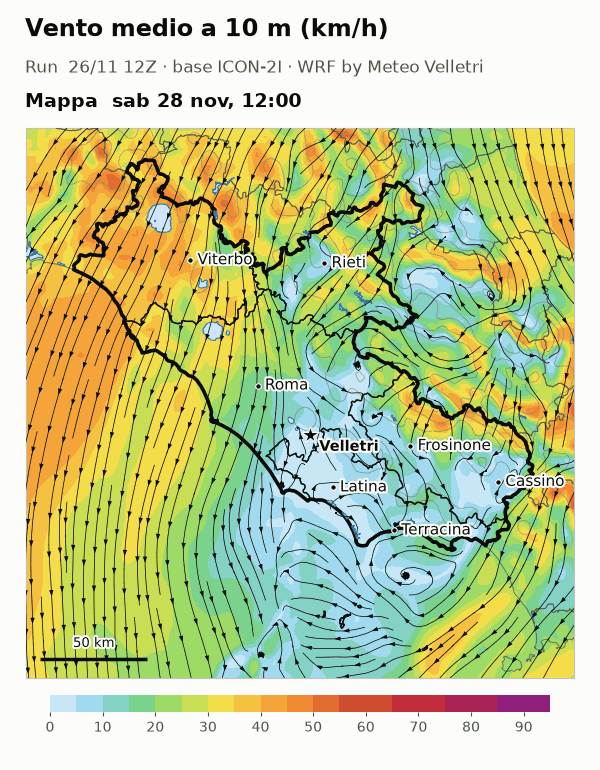 Vento medio a 10 m (km/h)
Run  26/11 12Z · base ICON-2I · WRF by Meteo Velletri
Mappa  sab 28 nov, 12:00
Viterbo
Rieti
Roma
Velletri
Frosinone
Latina
Cassino
Terracina
50 km
0 10 20 30 40 50 60 70 80 90